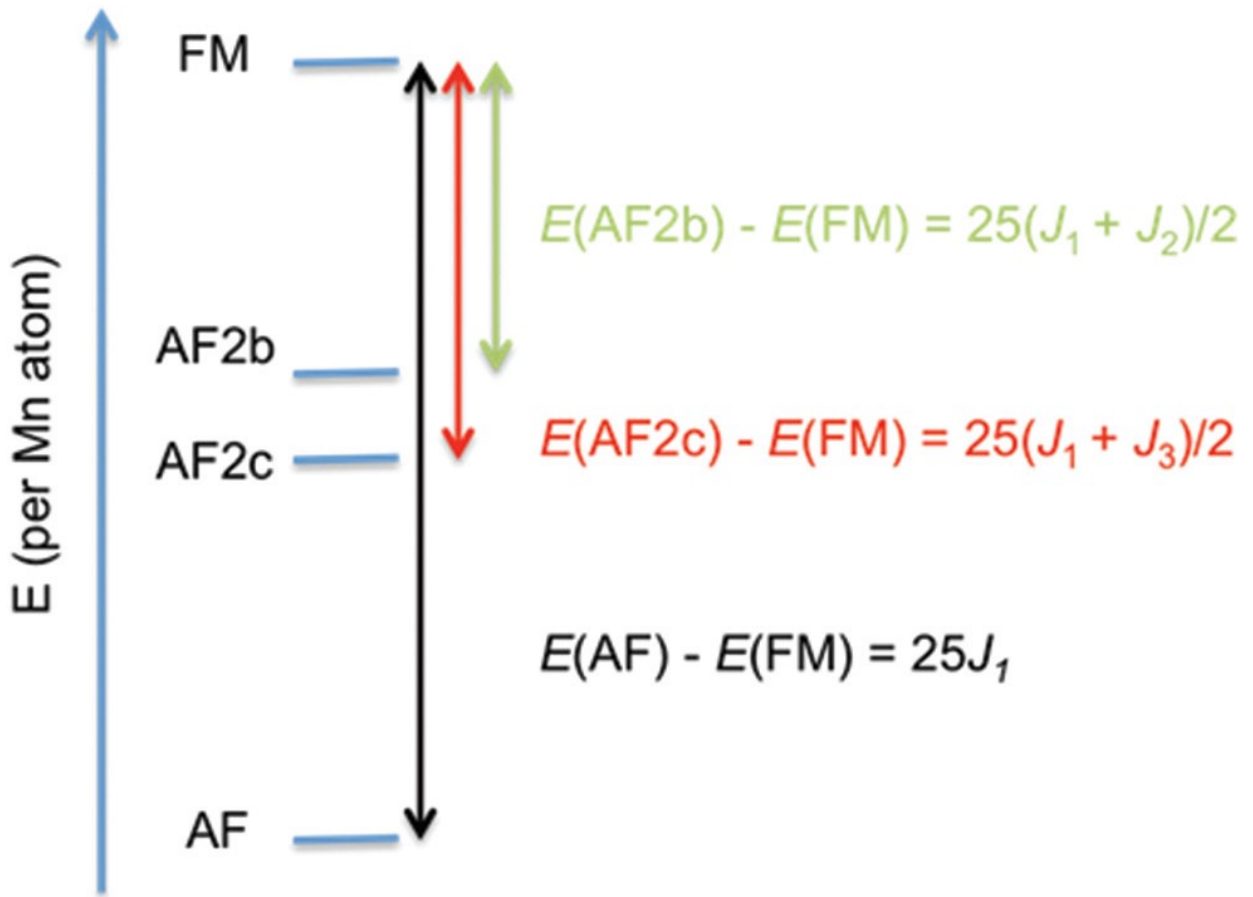 FM
E(AF2b) - E(FM) = 25(J₁ + J₂)/2
AF2b
E(AF2c) - E(FM) = 25(J₁ + J₃)/2
AF2c
E (per Mn atom)
E(AF) - E(FM) = 25J₁
AF